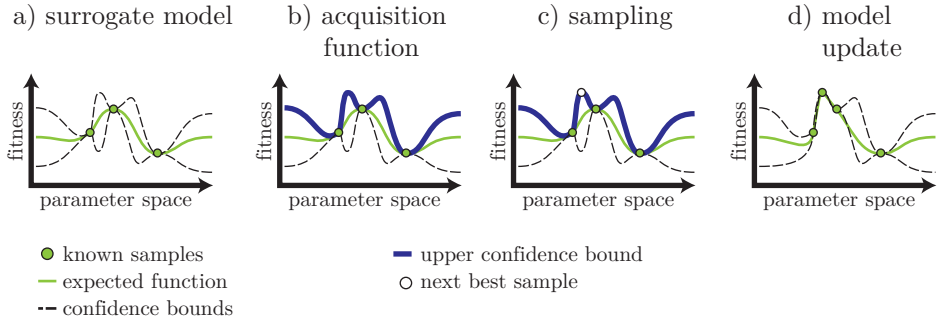 a) surrogate model
b) acquisition
function
c) sampling
d) model
update
fitness
parameter space
fitness
parameter space
fitness
parameter space
fitness
parameter space
known samples
expected function
confidence bounds
upper confidence bound
next best sample